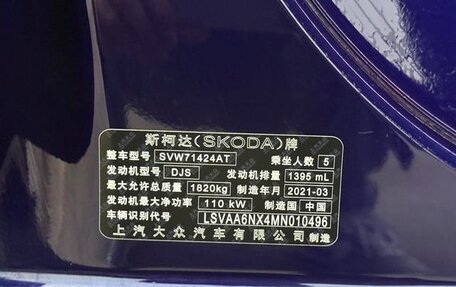 斯柯达(SKODA)牌
整车型号 SVW71424AT 乘坐人数 5
发动机型号 DJS 发动机排量 1395 mL
最大允许总质量 1820kg 制造年月 2021-03
发动机最大净功率 110 kW 制造国 中国
车辆识别代号 LSVAA6NX4MN010496
上汽大众汽车有限公司 制造